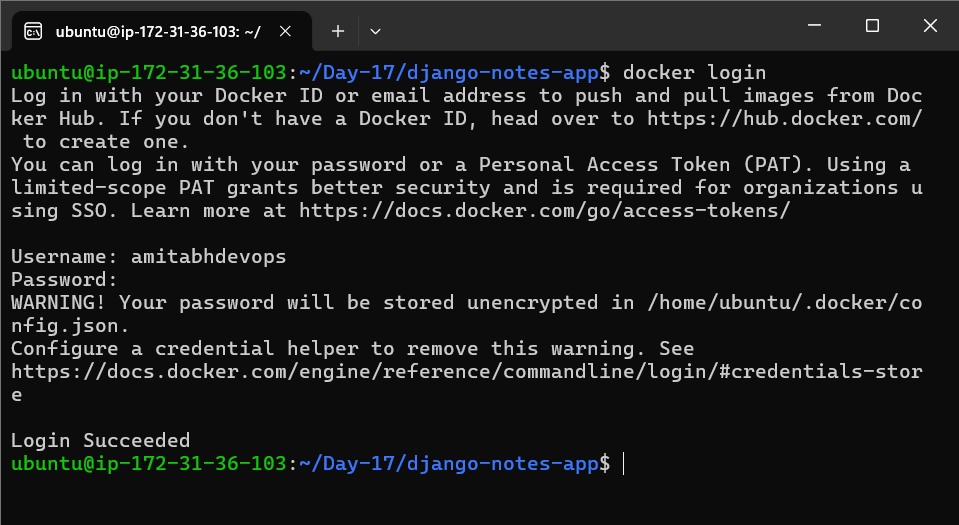 ubuntu@ip-172-31-36-103: ~/
ubuntu@ip-172-31-36-103:~/Day-17/django-notes-app$ docker login
Log in with your Docker ID or email address to push and pull images from Doc
ker Hub. If you don't have a Docker ID, head over to https://hub.docker.com/
 to create one.
You can log in with your password or a Personal Access Token (PAT). Using a
limited-scope PAT grants better security and is required for organizations u
sing SSO. Learn more at https://docs.docker.com/go/access-tokens/

Username: amitabhdevops
Password:
WARNING! Your password will be stored unencrypted in /home/ubuntu/.docker/co
nfig.json.
Configure a credential helper to remove this warning. See
https://docs.docker.com/engine/reference/commandline/login/#credentials-stor
e

Login Succeeded
ubuntu@ip-172-31-36-103:~/Day-17/django-notes-app$